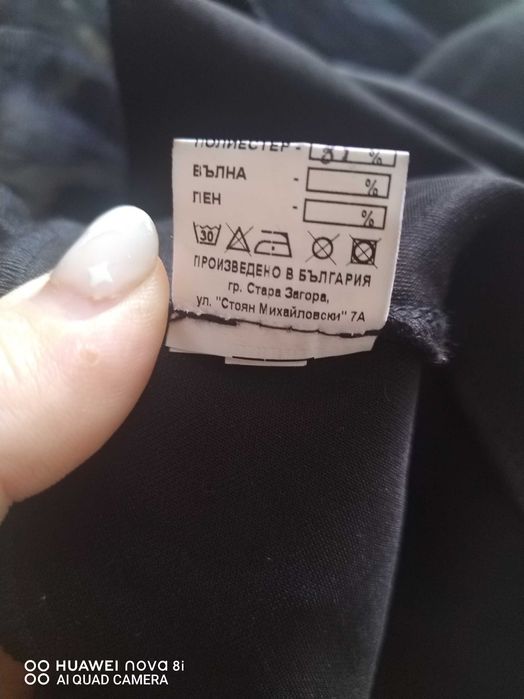 ПОЛИЕСТЕР - %
ВЪЛНА - %
ЛЕН - %
30
ПРОИЗВЕДЕНО В БЪЛГАРИЯ
гр. Стара Загора,
ул. "Стоян Михайловски" 7А
HUAWEI nova 8i
AI QUAD CAMERA